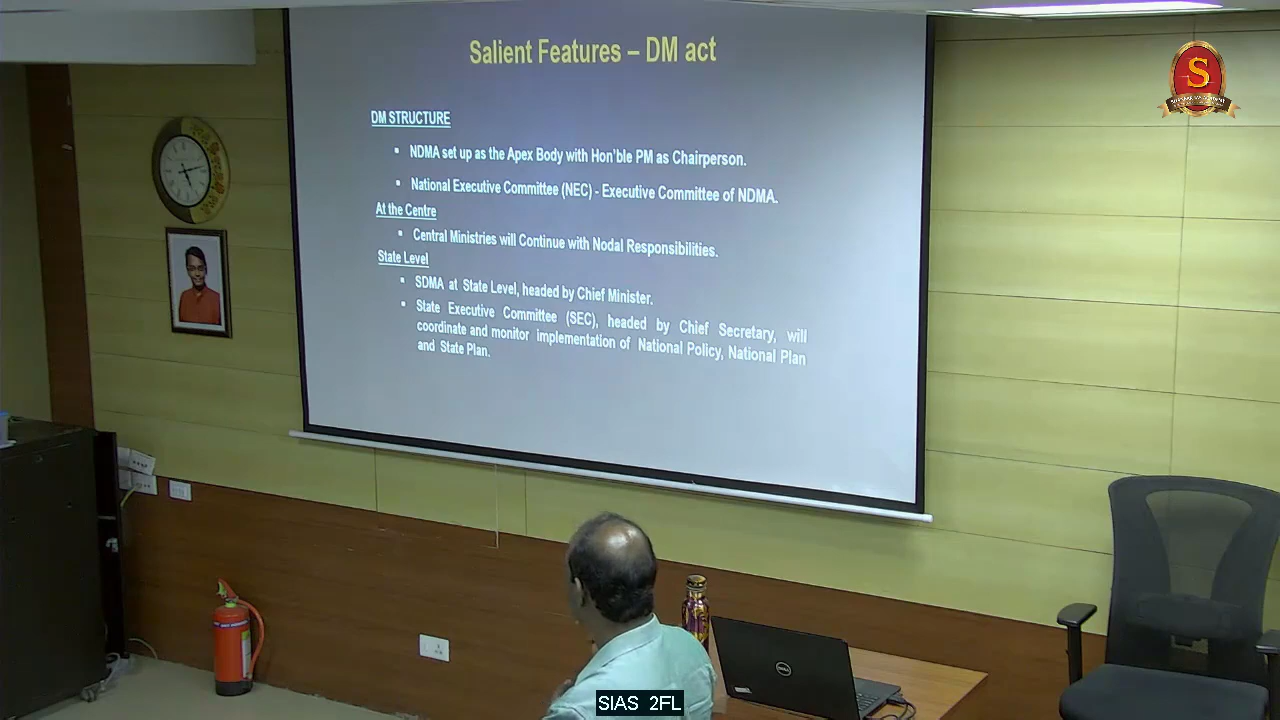 Salient Features – DM act
DM STRUCTURE
▪ NDMA set up as the Apex Body with Hon'ble PM as Chairperson.
▪ National Executive Committee (NEC) - Executive Committee of NDMA.
At the Centre
▪ Central Ministries will Continue with Nodal Responsibilities.
State Level
▪ SDMA at State Level, headed by Chief Minister.
▪ State Executive Committee (SEC), headed by Chief Secretary, will
coordinate and monitor implementation of National Policy, National Plan
and State Plan.
S
DELL
SIAS 2FL